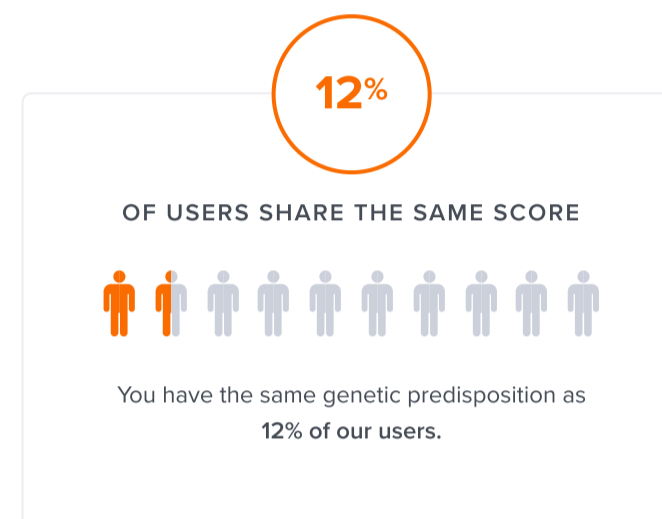 12%
OF USERS SHARE THE SAME SCORE
You have the same genetic predisposition as
12% of our users.